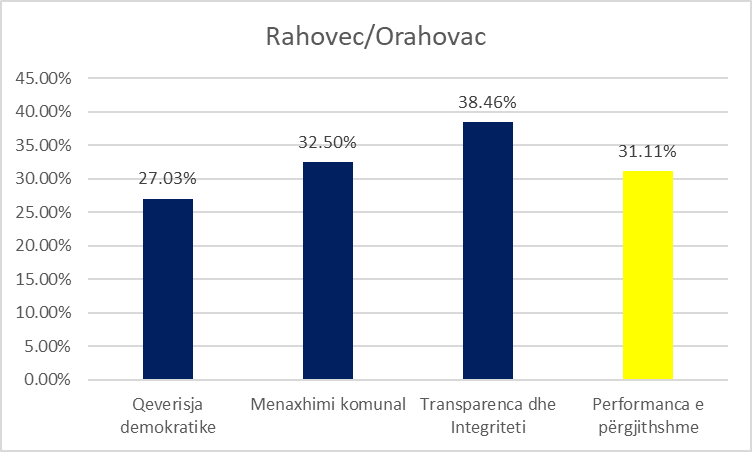 Rahovec/Orahovac
45.00%
40.00%
35.00%
30.00%
25.00%
20.00%
15.00%
10.00%
5.00%
0.00%
27.03%
32.50%
38.46%
31.11%
Qeverisja
demokratike
Menaxhimi komunal
Transparenca dhe
Integriteti
Performanca e
përgjithshme